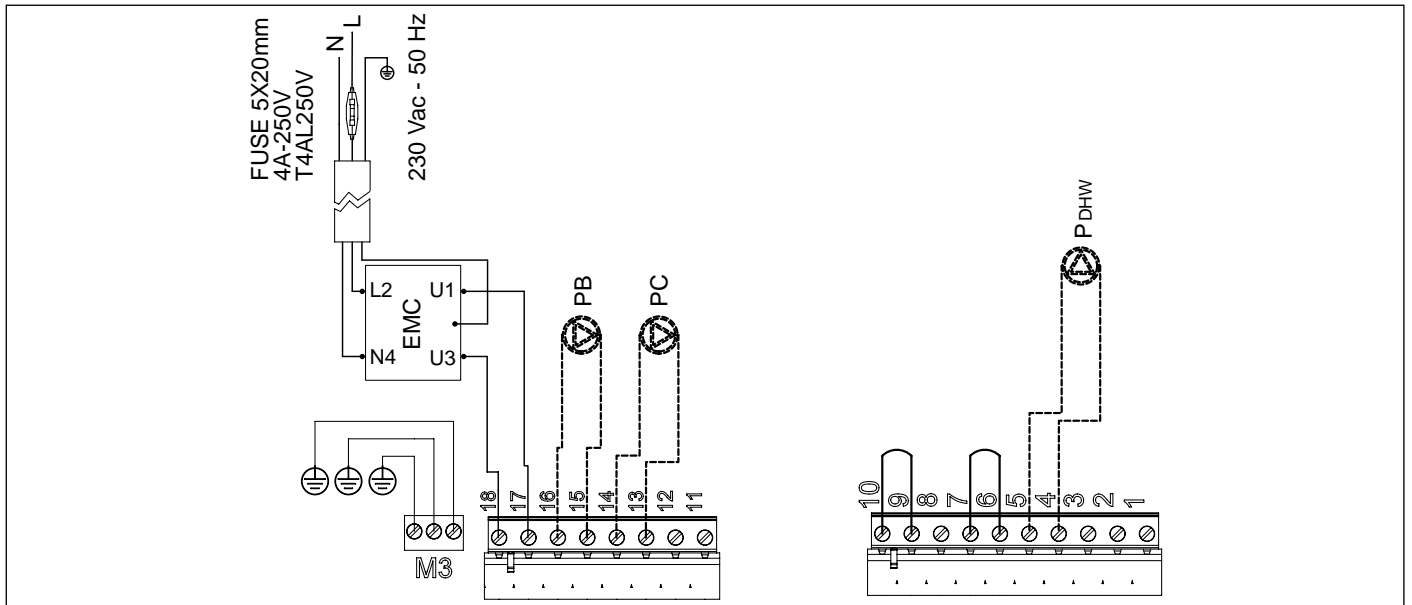 FUSE 5X20mm
4A-250V
T4AL250V
N
L
230 Vac - 50 Hz
L2
U1
EMC
N4
U3
PB
PC
PDHW
M3
18
17
16
15
14
13
12
11
10
9
8
7
6
5
4
3
2
1